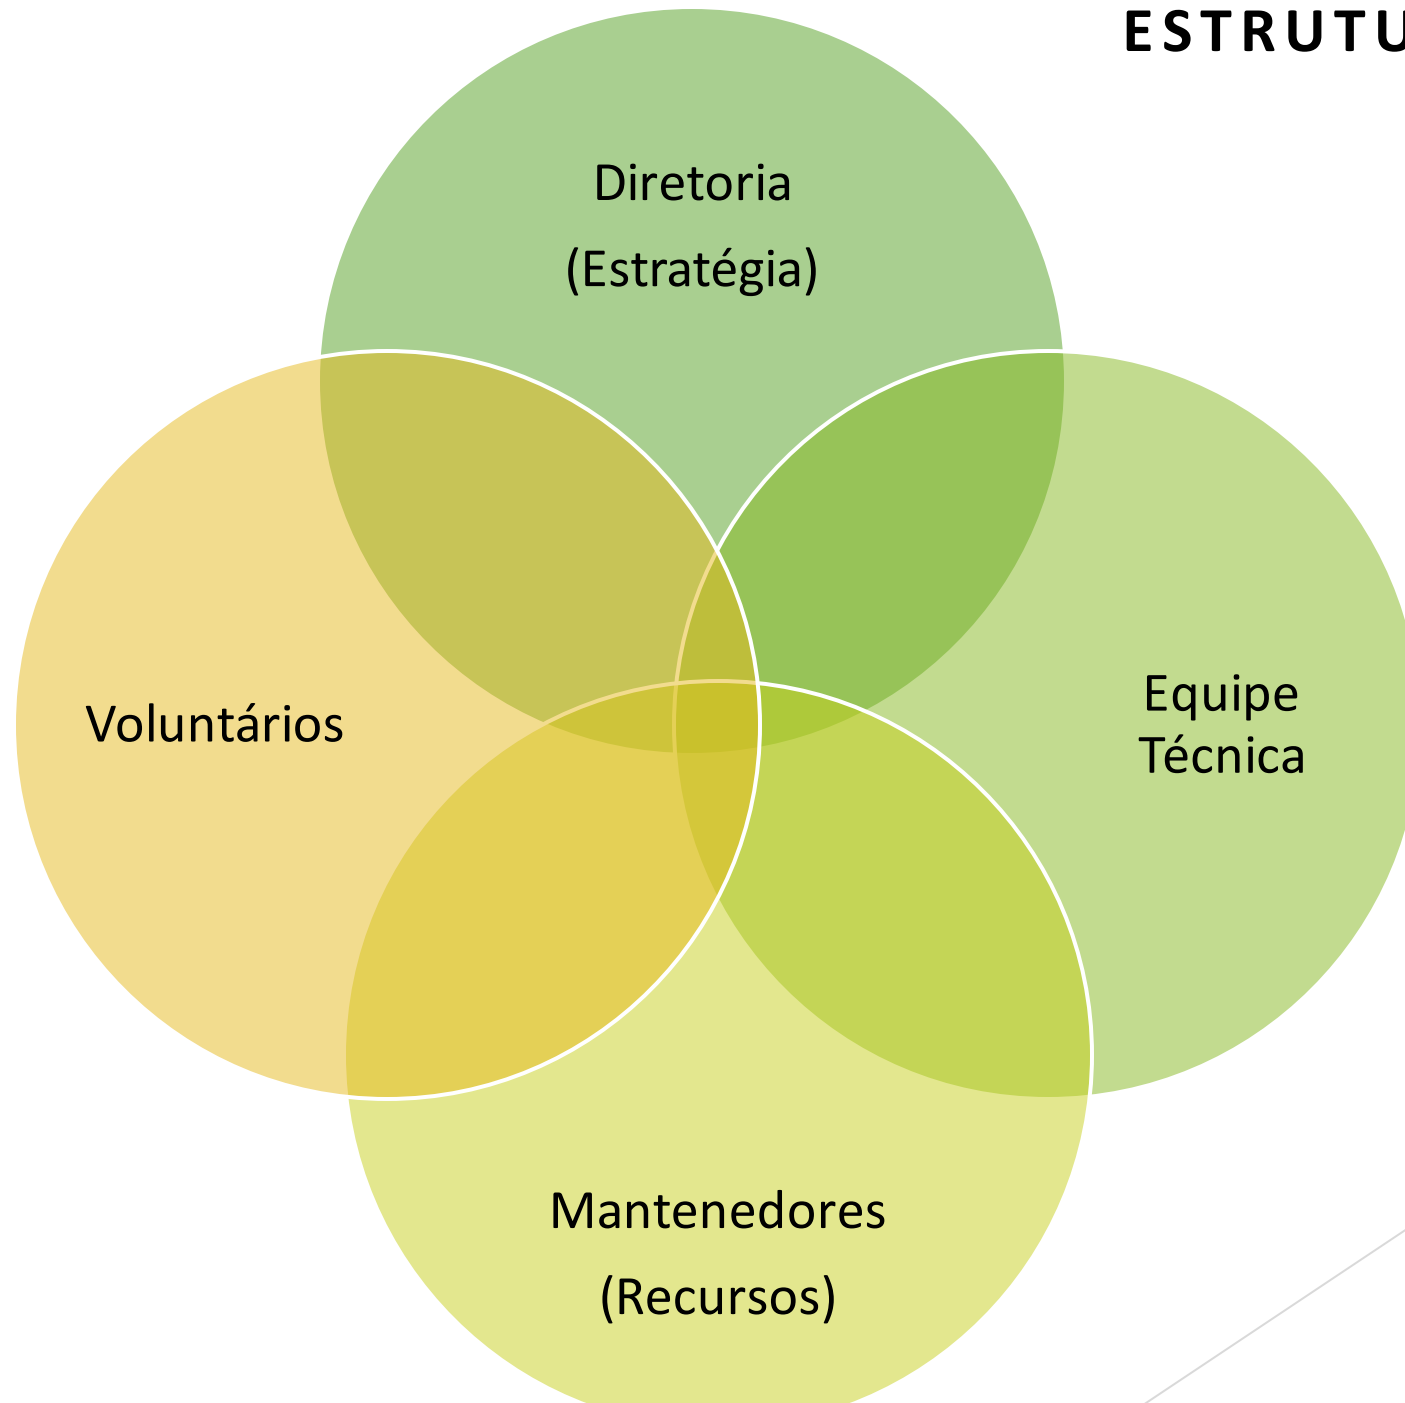 ESTRUTU
Diretoria
(Estratégia)
Voluntários
Equipe
Técnica
Mantenedores
(Recursos)